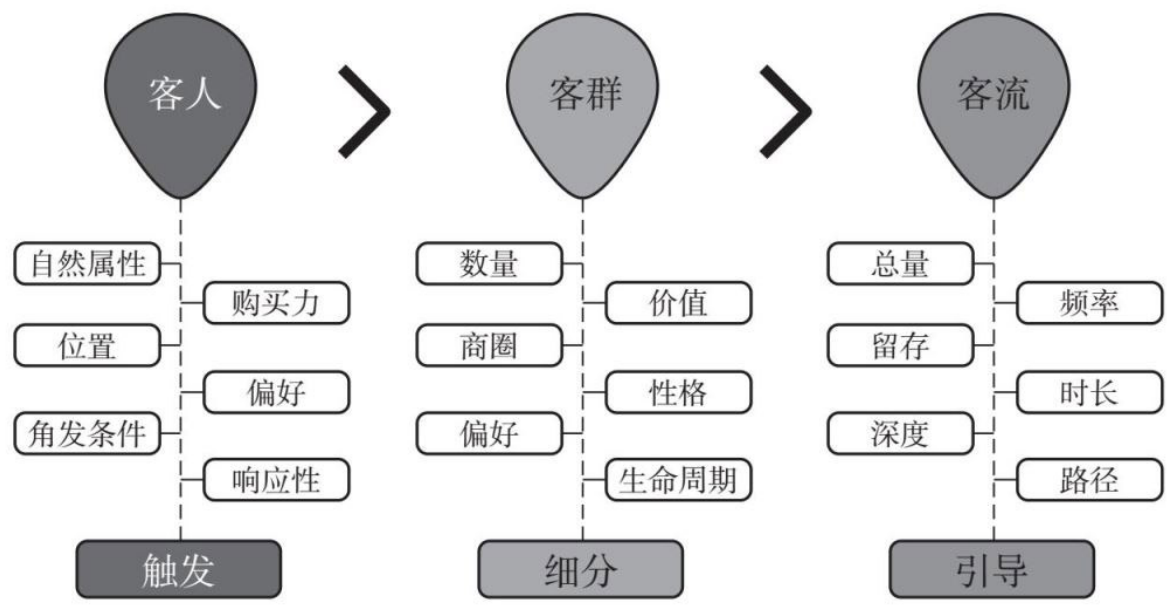 客人
自然属性
购买力
位置
偏好
角发条件
响应性
触发
客群
数量
价值
商圈
性格
偏好
生命周期
细分
客流
总量
频率
留存
时长
深度
路径
引导